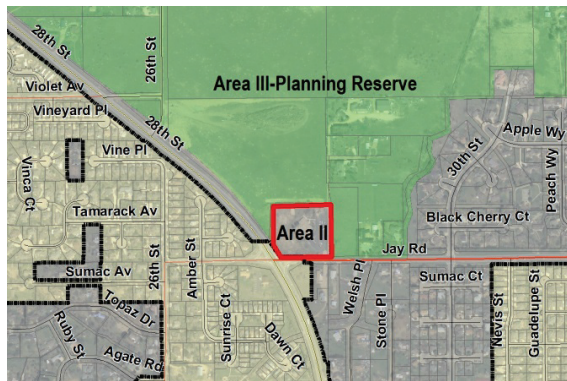 28th St
26th St
Violet Av
Area III-Planning Reserve
Vineyard Pl
28th St
Apple Wy
30th St
Peach Wy
Vine Pl
Vinca Ct
Tamarack Av
Black Cherry Ct
Area II
Amber St
Jay Rd
Sumac Av
26th St
Welsh Pl
Sumac Ct
Topaz Dr
Sunrise Ct
Stone Pl
Nevis St
Guadelupe St
Ruby St
Dawn Ct
Agate Rd